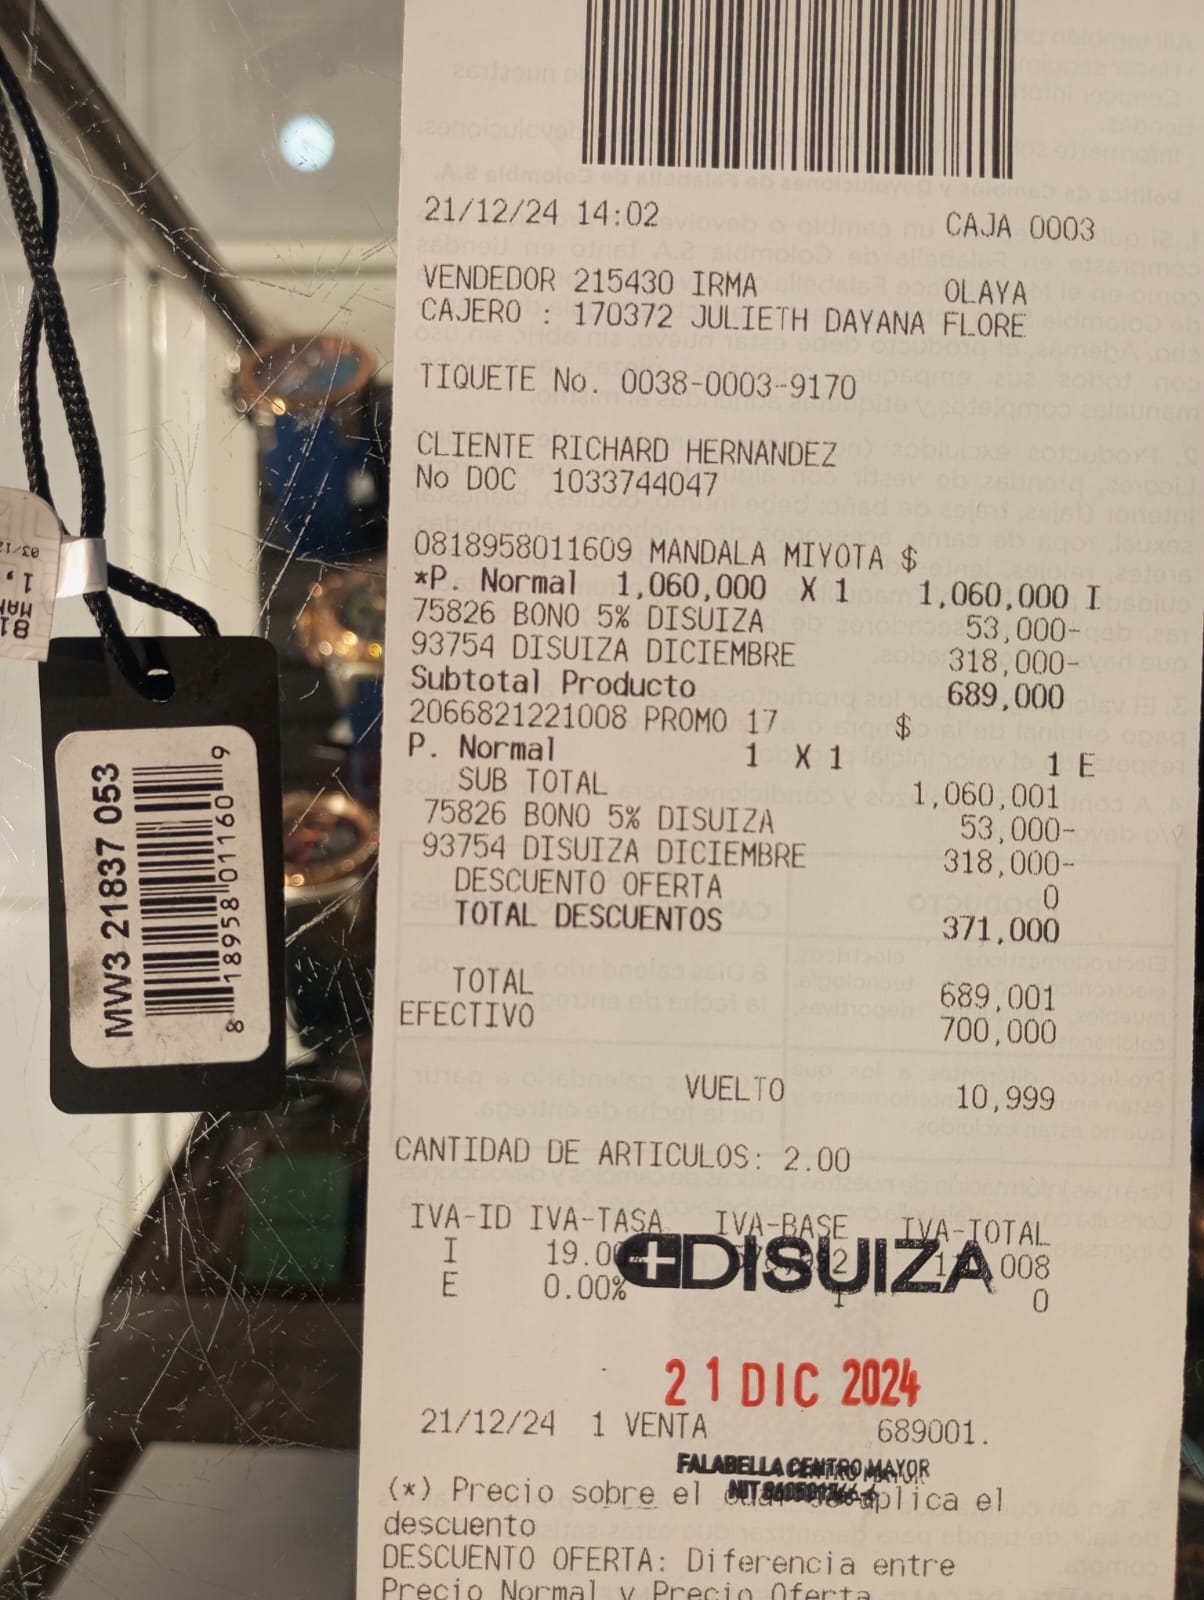 21/12/24 14:02 CAJA 0003
VENDEDOR 215430 IRMA OLAYA
CAJERO : 170372 JULIETH DAYANA FLORE
TIQUETE No. 0038-0003-9170
CLIENTE RICHARD HERNANDEZ
No DOC 1033744047
0818958011609 MANDALA MIYOTA $
*P. Normal 1,060,000 X 1 1,060,000 I
75826 BONO 5% DISUIZA 53,000-
93754 DISUIZA DICIEMBRE 318,000-
Subtotal Producto 689,000
2066821221008 PROMO 17 $
P. Normal 1 X 1 1 E
SUB TOTAL 1,060,001
75826 BONO 5% DISUIZA 53,000-
93754 DISUIZA DICIEMBRE 318,000-
DESCUENTO OFERTA 0
TOTAL DESCUENTOS 371,000
TOTAL 689,001
EFECTIVO 700,000
VUELTO 10,999
CANTIDAD DE ARTICULOS: 2.00
IVA-ID IVA-TASA IVA-BASE IVA-TOTAL
I 19.00
E 0.00% 1 0
DISUIZA
21 DIC 2024
21/12/24 1 VENTA 689001.
FALABELLA CENTRO MAYOR
(*) Precio sobre el aplica el
descuento
DESCUENTO OFERTA: Diferencia entre
Precio Normal y Precio Oferta
MW3 21837 053
8 18958 01160 9